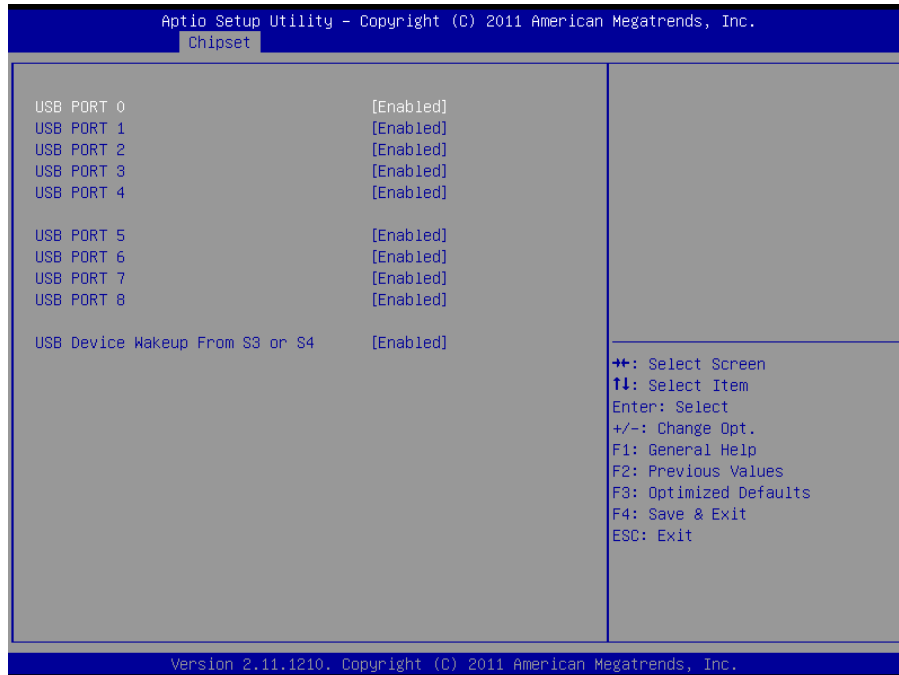 Aptio Setup Utility – Copyright (C) 2011 American Megatrends, Inc.
Chipset
USB PORT 0 [Enabled]
USB PORT 1 [Enabled]
USB PORT 2 [Enabled]
USB PORT 3 [Enabled]
USB PORT 4 [Enabled]
USB PORT 5 [Enabled]
USB PORT 6 [Enabled]
USB PORT 7 [Enabled]
USB PORT 8 [Enabled]
USB Device Wakeup From S3 or S4 [Enabled]
→←: Select Screen
↑↓: Select Item
Enter: Select
+/-: Change Opt.
F1: General Help
F2: Previous Values
F3: Optimized Defaults
F4: Save & Exit
ESC: Exit
Version 2.11.1210. Copyright (C) 2011 American Megatrends, Inc.